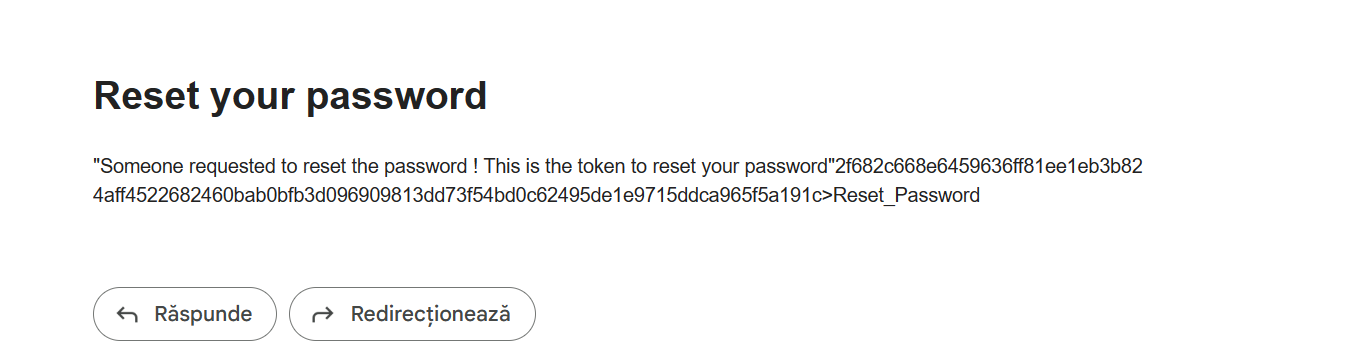 Reset your password
"Someone requested to reset the password ! This is the token to reset your password"2f682c668e6459636ff81ee1eb3b82
4aff4522682460bab0bfb3d096909813dd73f54bd0c62495de1e9715ddca965f5a191c>Reset_Password
Răspunde
Redirecționează